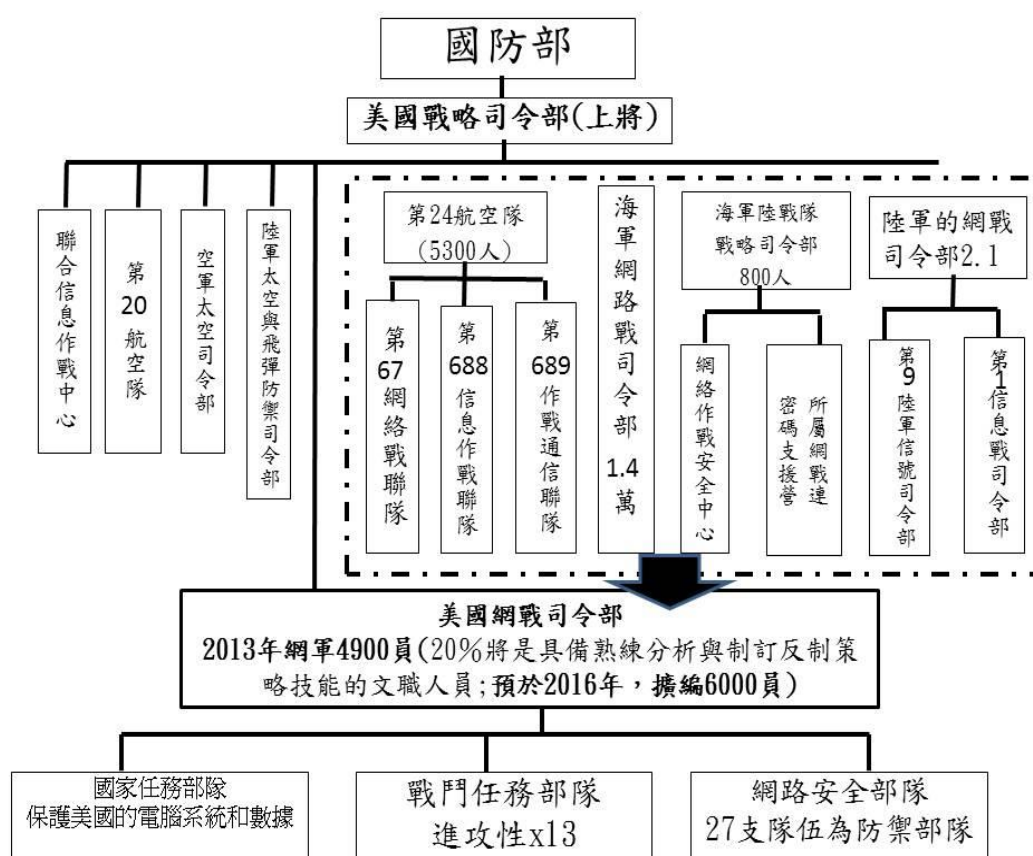 國防部
美國戰略司令部(上將)
聯合信息作戰中心
第20航空隊
空軍太空司令部
陸軍太空與飛彈防禦司令部
第24航空隊
(5300人)
第67網絡戰聯隊
第688信息作戰聯隊
第689作戰通信聯隊
海軍網路戰司令部 1.4萬
海軍陸戰隊
戰略司令部
800人
網絡作戰安全中心
所屬網戰連
密碼支援營
陸軍的網戰
司令部2.1
第9陸軍信號司令部
第1信息戰司令部
美國網戰司令部
2013年網軍4900員(20%將是具備熟練分析與制訂反制策
略技能的文職人員;預於2016年,擴編6000員)
國家任務部隊
保護美國的電腦系統和數據
戰鬥任務部隊
進攻性x13
網路安全部隊
27支隊伍為防禦部隊